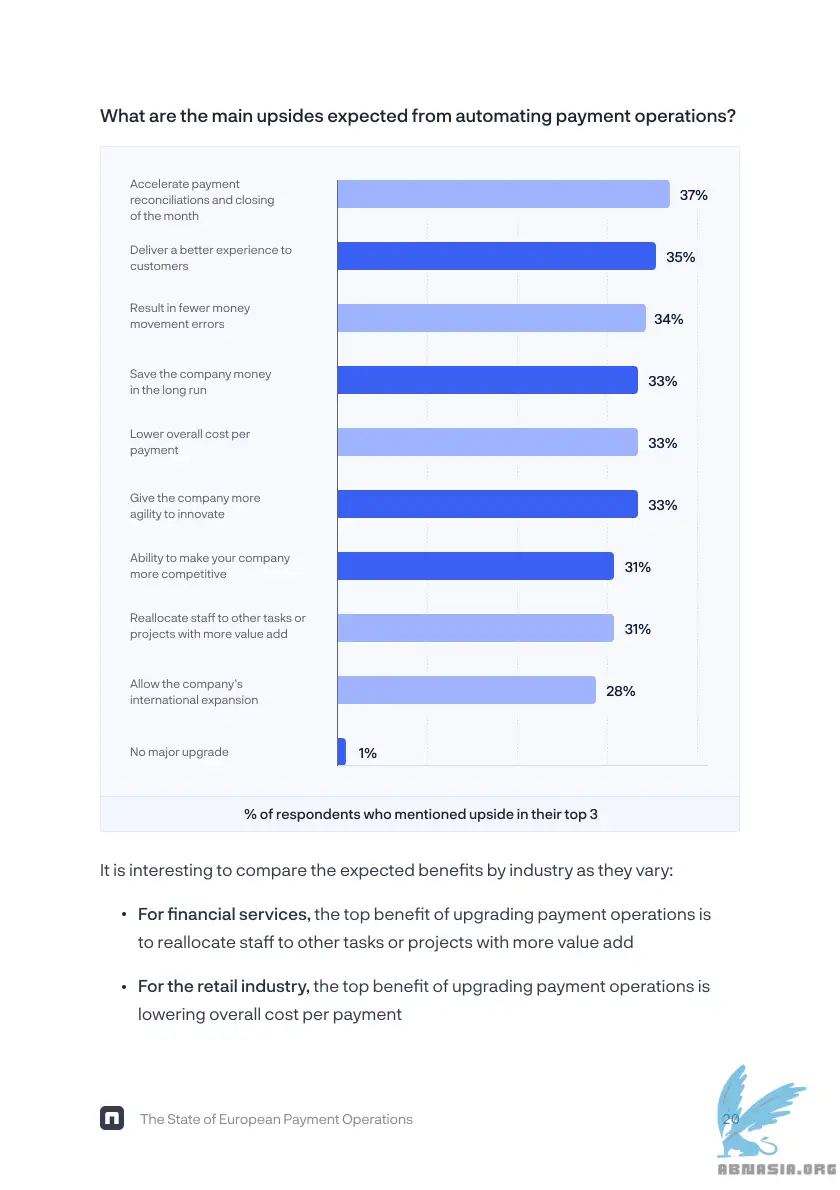 What are the main upsides expected from automating payment operations?
Accelerate payment
reconciliations and closing
of the month
37%
Deliver a better experience to
customers
35%
Result in fewer money
movement errors
34%
Save the company money
in the long run
33%
Lower overall cost per
payment
33%
Give the company more
agility to innovate
33%
Ability to make your company
more competitive
31%
Reallocate staff to other tasks or
projects with more value add
31%
Allow the company's
international expansion
28%
No major upgrade
1%
% of respondents who mentioned upside in their top 3
It is interesting to compare the expected benefits by industry as they vary:
• For financial services, the top benefit of upgrading payment operations is
to reallocate staff to other tasks or projects with more value add
• For the retail industry, the top benefit of upgrading payment operations is
lowering overall cost per payment
The State of European Payment Operations
20
ABNASIA.ORG